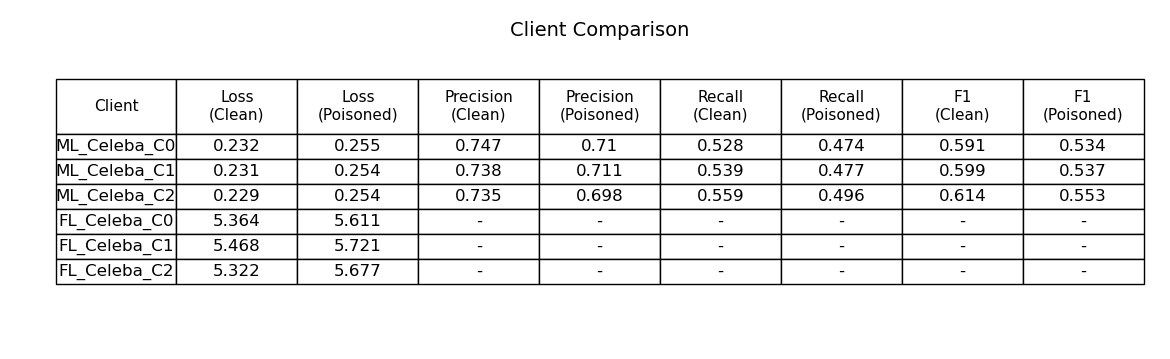 Client Comparison
Client Loss (Clean) Loss (Poisoned) Precision (Clean) Precision (Poisoned) Recall (Clean) Recall (Poisoned) F1 (Clean) F1 (Poisoned)
ML_Celeba_C0 0.232 0.255 0.747 0.71 0.528 0.474 0.591 0.534
ML_Celeba_C1 0.231 0.254 0.738 0.711 0.539 0.477 0.599 0.537
ML_Celeba_C2 0.229 0.254 0.735 0.698 0.559 0.496 0.614 0.553
FL_Celeba_C0 5.364 5.611 - - - - - -
FL_Celeba_C1 5.468 5.721 - - - - - -
FL_Celeba_C2 5.322 5.677 - - - - - -